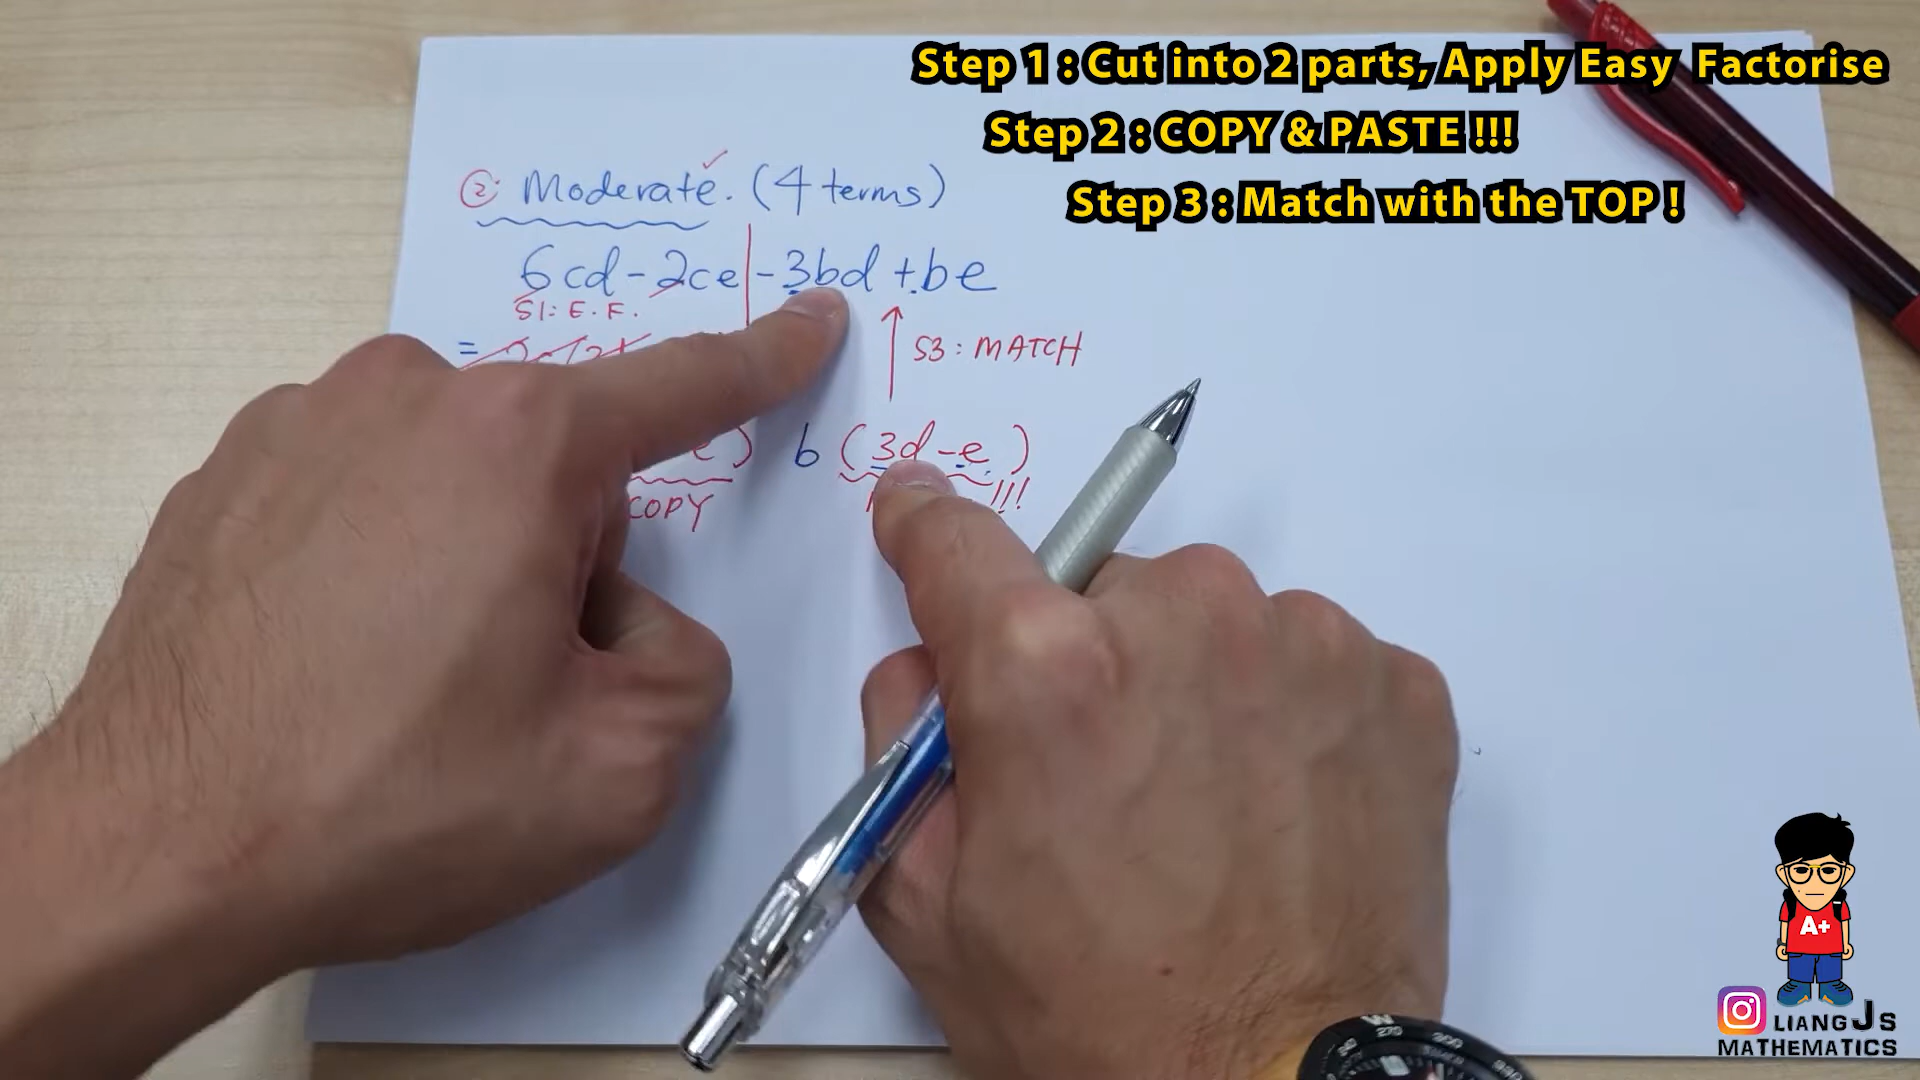 Step 1 : Cut into 2 parts, Apply Easy Factorise
Step 2 : COPY & PASTE !!!
Step 3 : Match with the TOP !
2. Moderate. (4 terms)
6cd - 2ce | - 3bd + be
S1: E.F.
S3 : MATCH
=
e) b (3d - e)
COPY !!!
A+
LIANG JS
MATHEMATICS
W
270